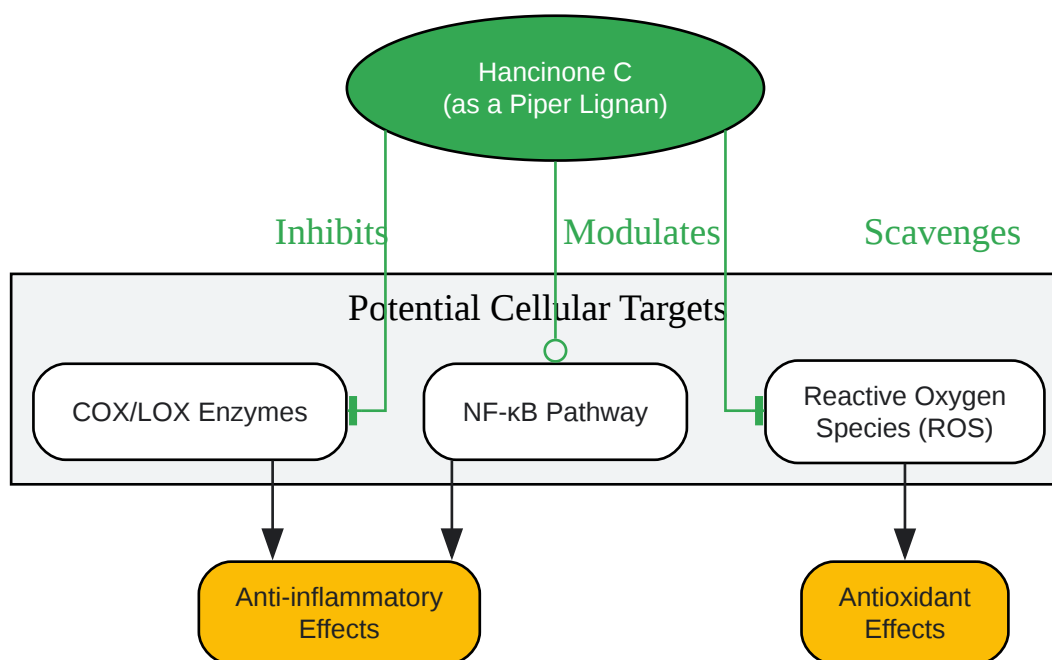 Hancinone C
(as a Piper Lignan)
Inhibits
Modulates
Scavenges
Potential Cellular Targets
COX/LOX Enzymes
NF-κB Pathway
Reactive Oxygen
Species (ROS)
Anti-inflammatory
Effects
Antioxidant
Effects